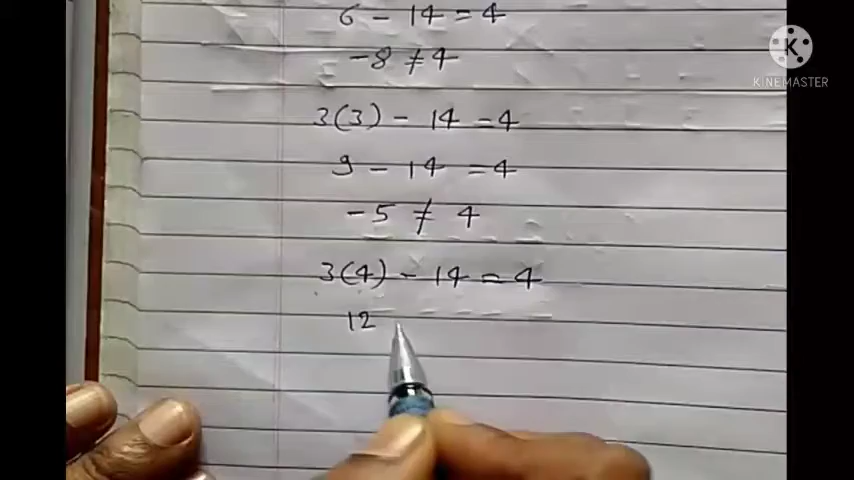 6 - 14 = 4
-8 ≠ 4
K
KINEMASTER
3(3) - 14 = 4
9 - 14 = 4
-5 ≠ 4
3(4) - 14 = 4
12